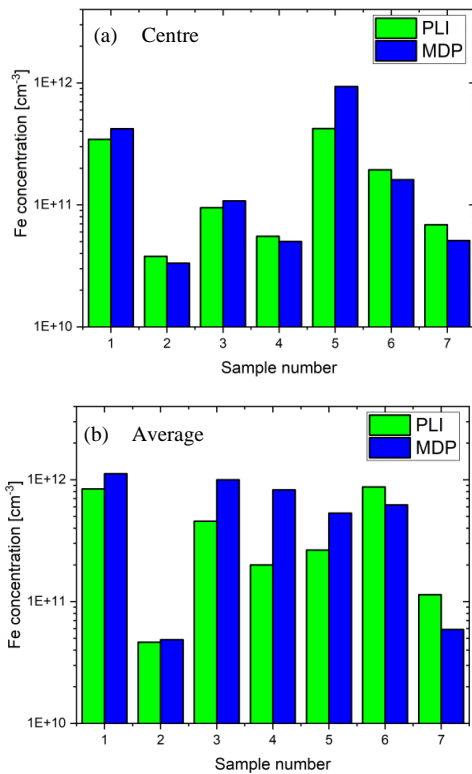 (a) Centre
PLI
MDP
Fe concentration [cm-3]
1E+12
1E+11
1E+10
1 2 3 4 5 6 7
Sample number
(b) Average
PLI
MDP
Fe concentration [cm-3]
1E+12
1E+11
1E+10
1 2 3 4 5 6 7
Sample number